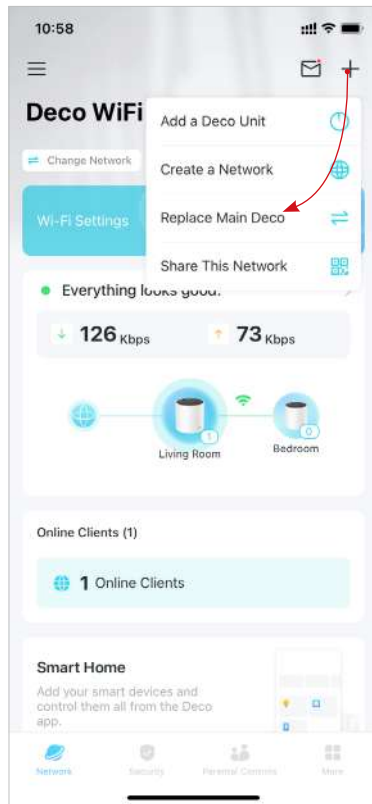 10:58
Deco WiFi
Add a Deco Unit
Change Network
Create a Network
Wi-Fi Settings
Replace Main Deco
Share This Network
Everything looks good.
126 Kbps
73 Kbps
1
0
Living Room
Bedroom
Online Clients (1)
1 Online Clients
Smart Home
Add your smart devices and
control them all from the Deco
app.
Network
Security
Parental Controls
More